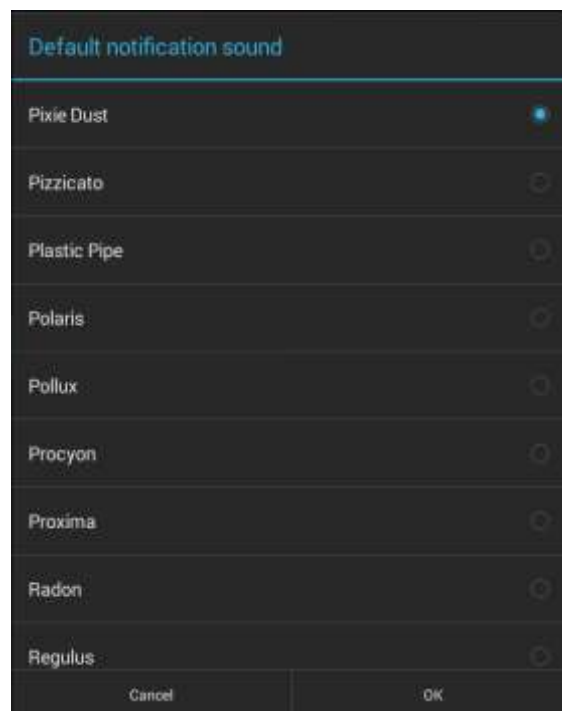 Default notification sound
Pixie Dust
Pizzicato
Plastic Pipe
Polaris
Pollux
Procyon
Proxima
Radon
Regulus
Cancel OK